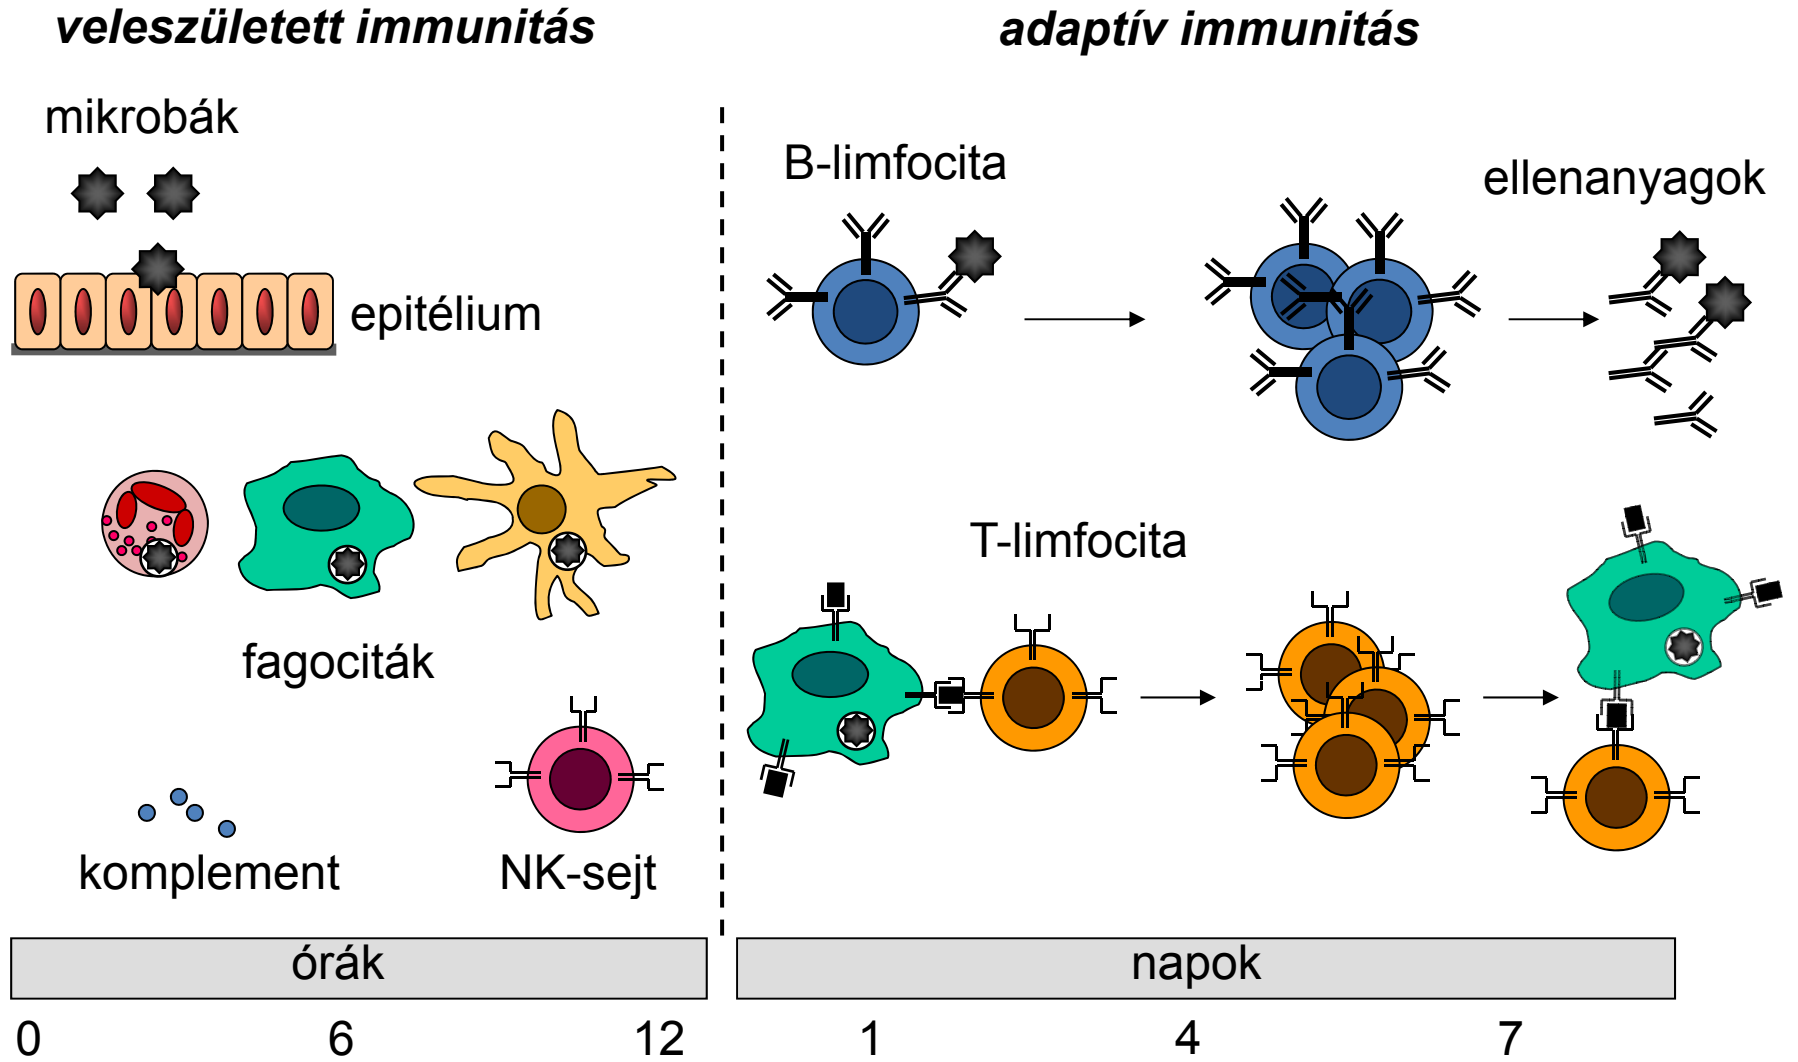 veleszületett immunitás
adaptív immunitás
mikrobák
B-limfocita
ellenanyagok
epitélium
T-limfocita
fagociták
komplement
NK-sejt
órák
napok
0
6
12
1
4
7